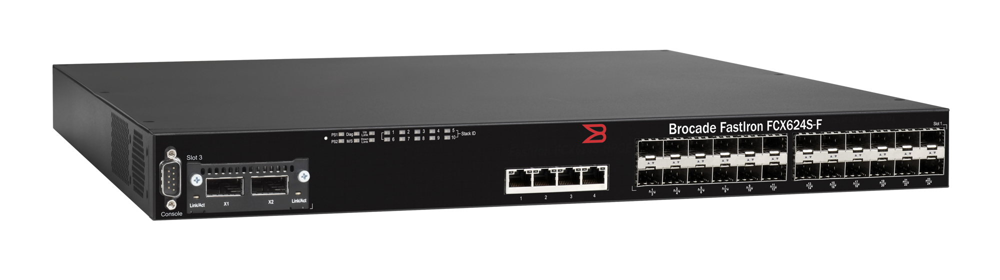 Brocade FastIron FCX624S-F
Slot 1
PS1 Diag Up Link 1 2 3 4 5
PS2 M/S Down Link 6 7 8 9 10
Stack ID
Slot 3
Link/Act X1 X2 Link/Act
Console
1 2 3 4
1 3 5 7 9 11 13 15 17 19 21 23
2 4 6 8 10 12 14 16 18 20 22 24